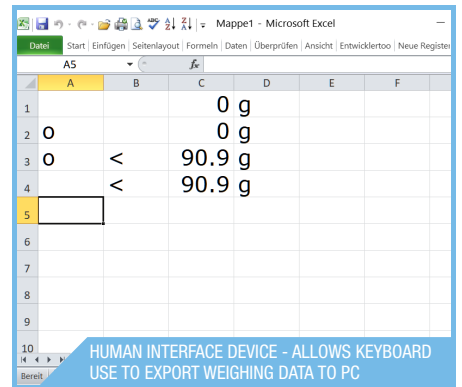 Mappe1 - Microsoft Excel
Datei Start Einfügen Seitenlayout Formeln Daten Überprüfen Ansicht Entwicklertoo Neue Register
A5 fx
A B C D E F
1 0 g
2 o 0 g
3 o < 90.9 g
4 < 90.9 g
5
6
7
8
9
10
HUMAN INTERFACE DEVICE - ALLOWS KEYBOARD
Bereit USE TO EXPORT WEIGHING DATA TO PC